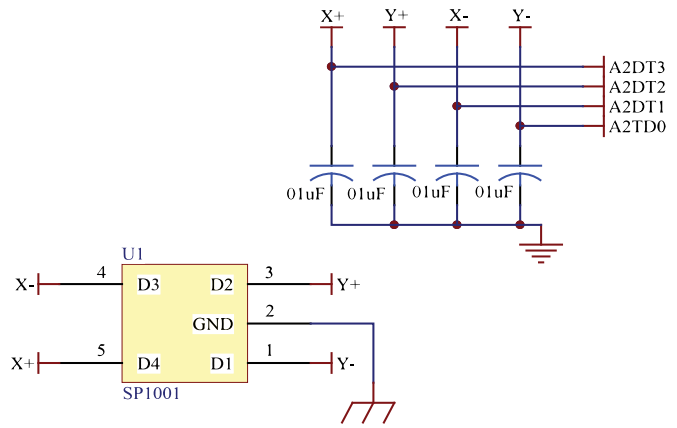 X+ Y+ X- Y-
A2DT3
A2DT2
A2DT1
A2TD0
01uF 01uF 01uF 01uF
U1
X- 4 D3 D2 3 Y+
GND 2
X+ 5 D4 D1 1 Y-
SP1001